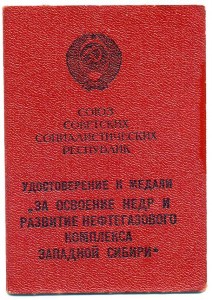 СОЮЗ
СОВЕТСКИХ
СОЦИАЛИСТИЧЕСКИХ
РЕСПУБЛИК
УДОСТОВЕРЕНИЕ К МЕДАЛИ
„ЗА ОСВОЕНИЕ НЕДР И
РАЗВИТИЕ НЕФТЕГАЗОВОГО
КОМПЛЕКСА
ЗАПАДНОЙ СИБИРИ“